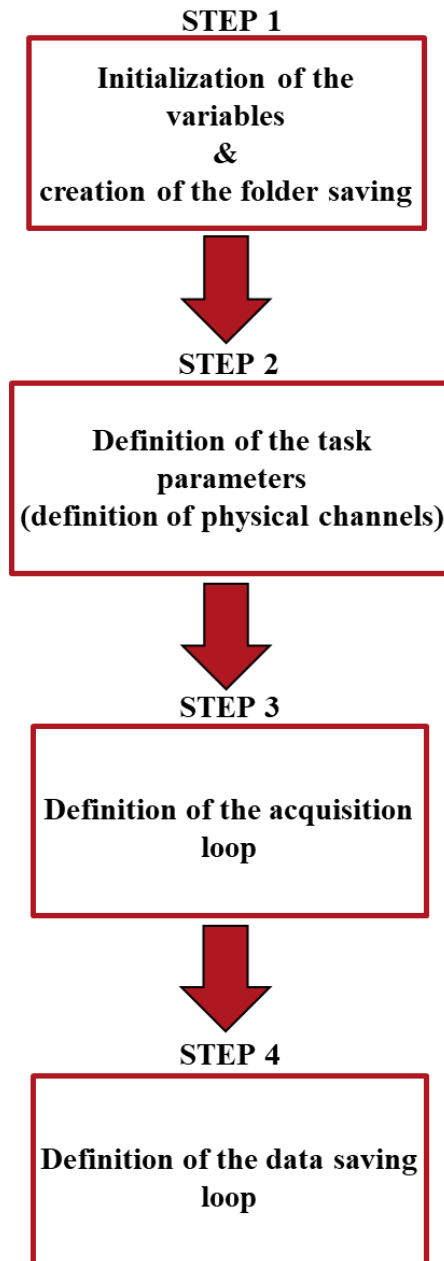 STEP 1
Initialization of the
variables
&
creation of the folder saving
STEP 2
Definition of the task
parameters
(definition of physical channels)
STEP 3
Definition of the acquisition
loop
STEP 4
Definition of the data saving
loop